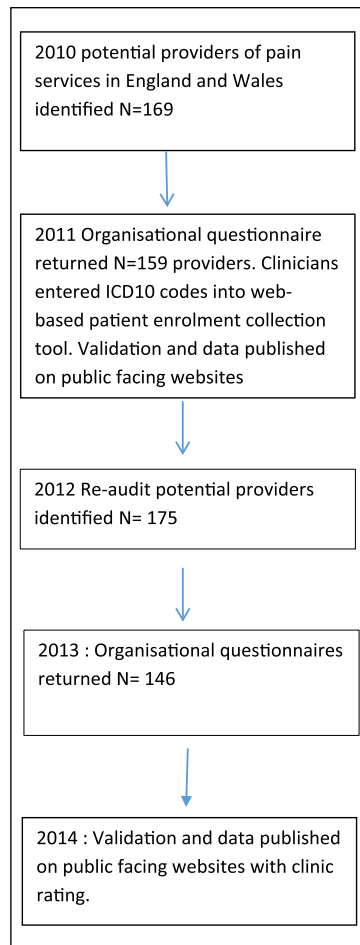 2010 potential providers of pain
services in England and Wales
identified N=169
2011 Organisational questionnaire
returned N=159 providers. Clinicians
entered ICD10 codes into web-
based patient enrolment collection
tool. Validation and data published
on public facing websites
2012 Re-audit potential providers
identified N= 175
2013 : Organisational questionnaires
returned N= 146
2014 : Validation and data published
on public facing websites with clinic
rating.